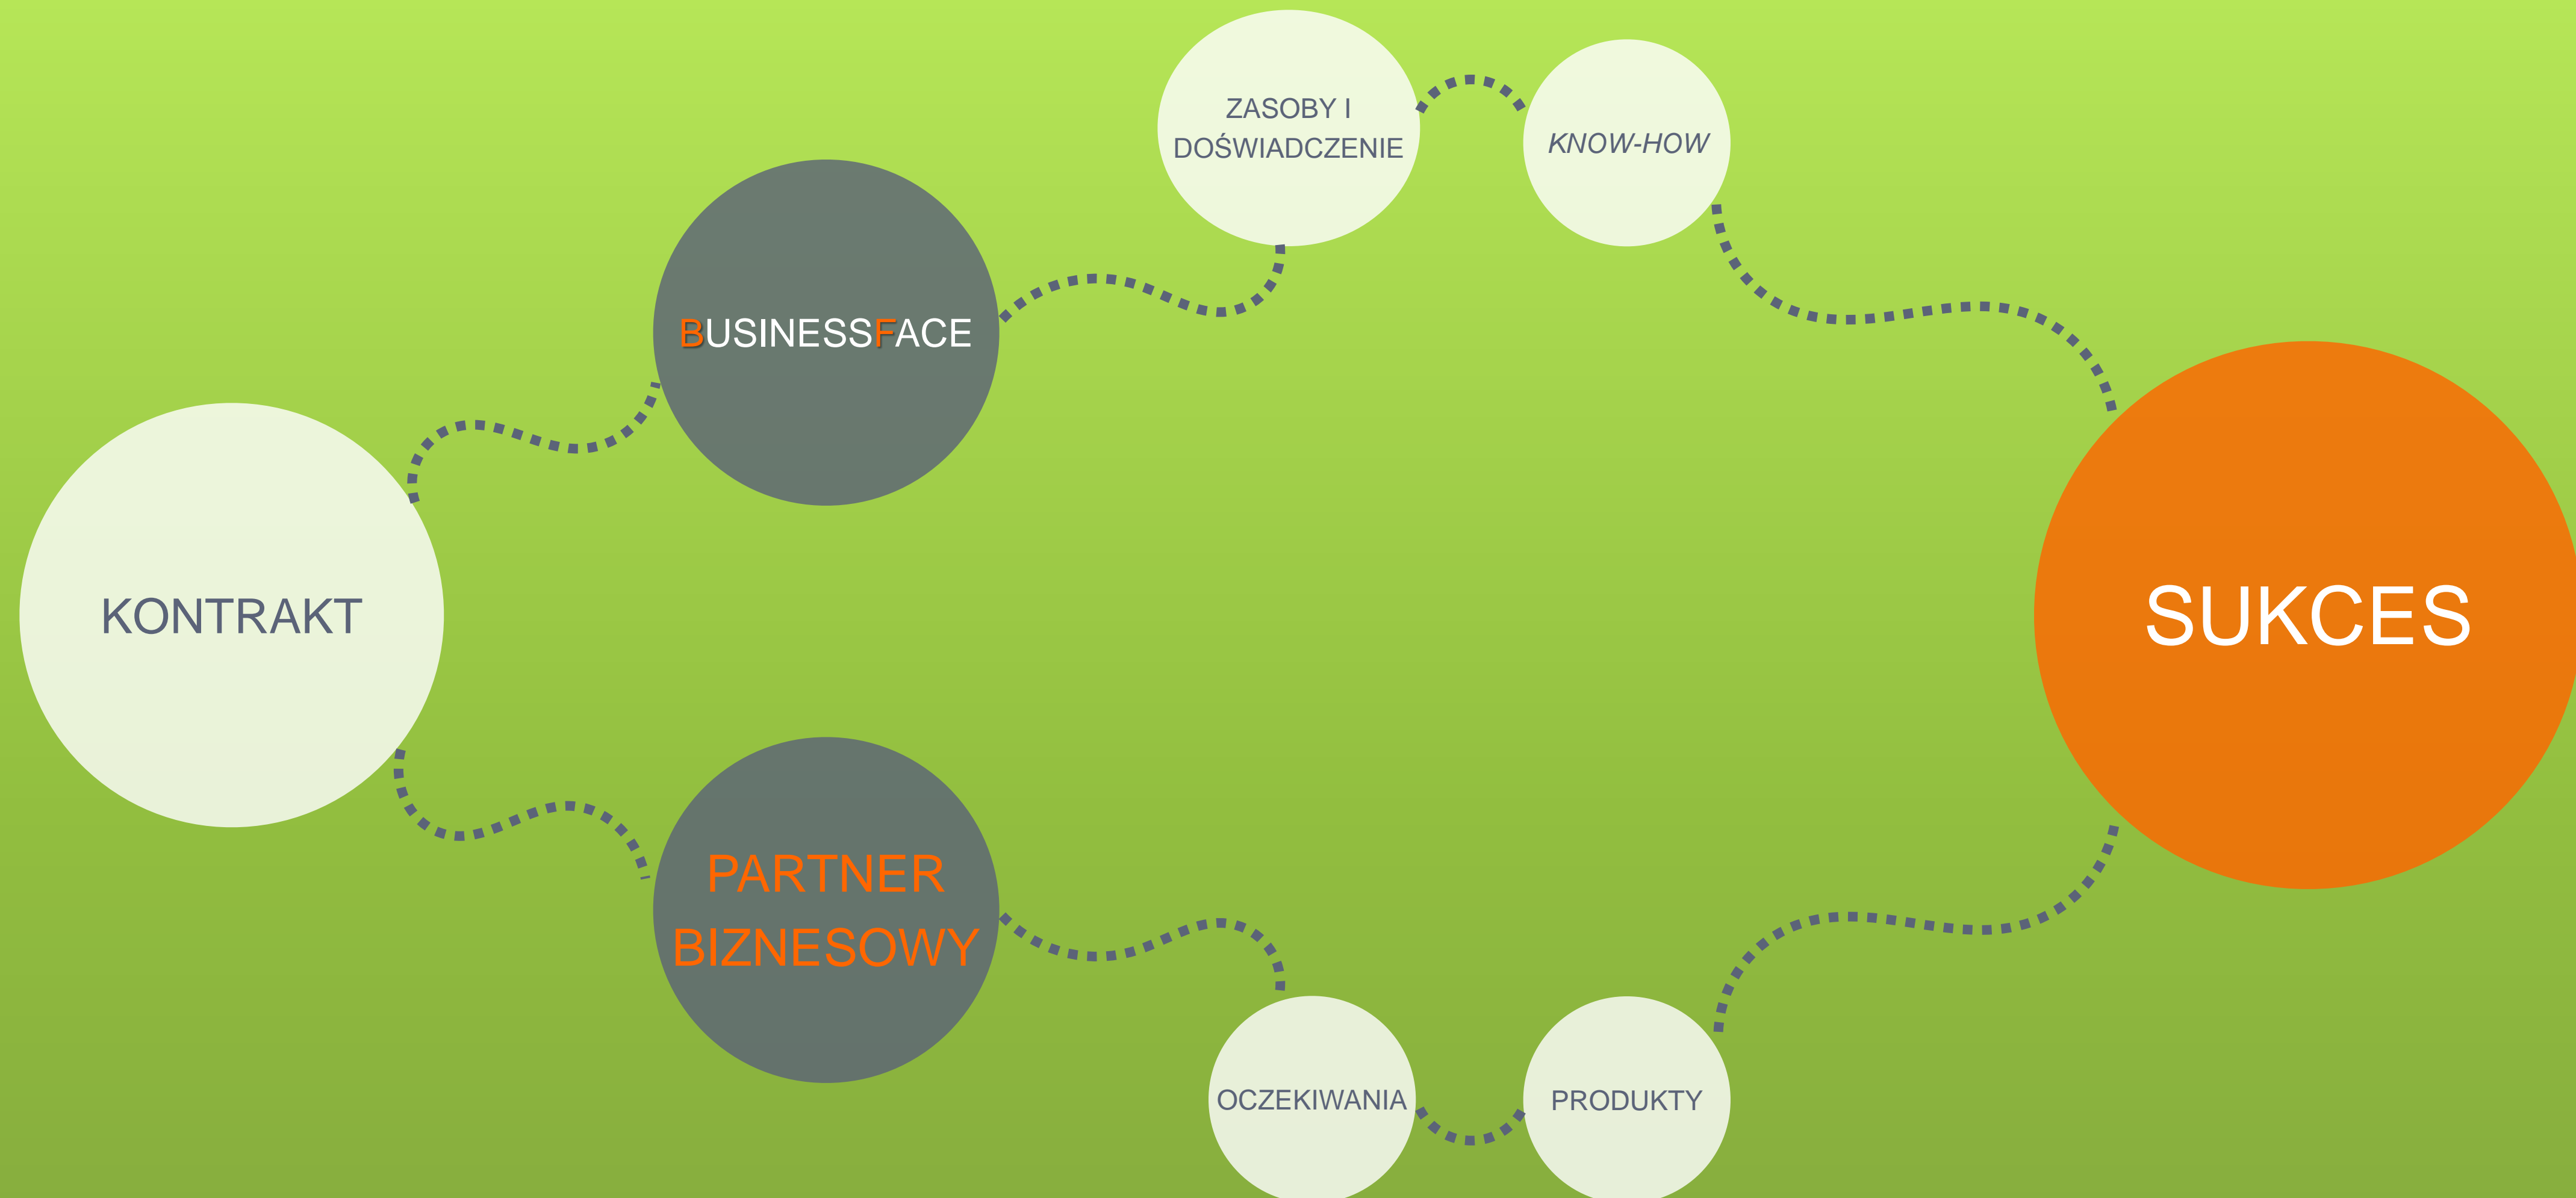 KONTRAKT
BUSINESSFACE
ZASOBY I
DOŚWIADCZENIE
KNOW-HOW
PARTNER
BIZNESOWY
OCZEKIWANIA
PRODUKTY
SUKCES